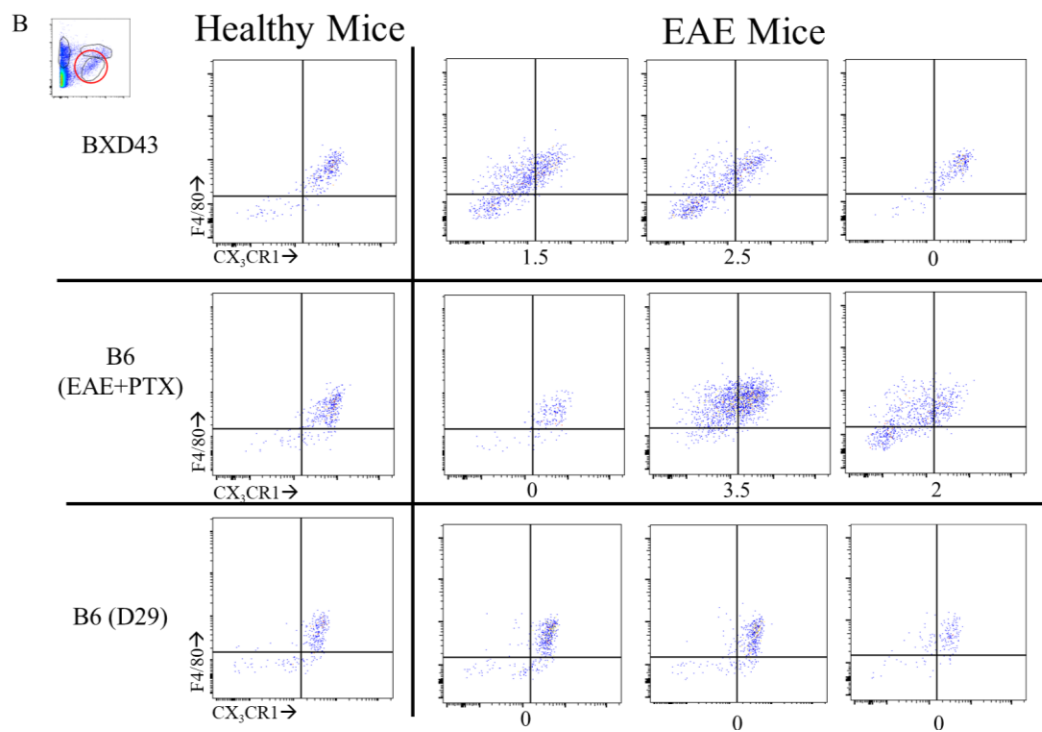 B
Healthy Mice
EAE Mice
BXD43
F4/80→
CX₃CR1→
1.5
2.5
0
B6
(EAE+PTX)
F4/80→
CX₃CR1→
0
3.5
2
B6 (D29)
F4/80→
CX₃CR1→
0
0
0